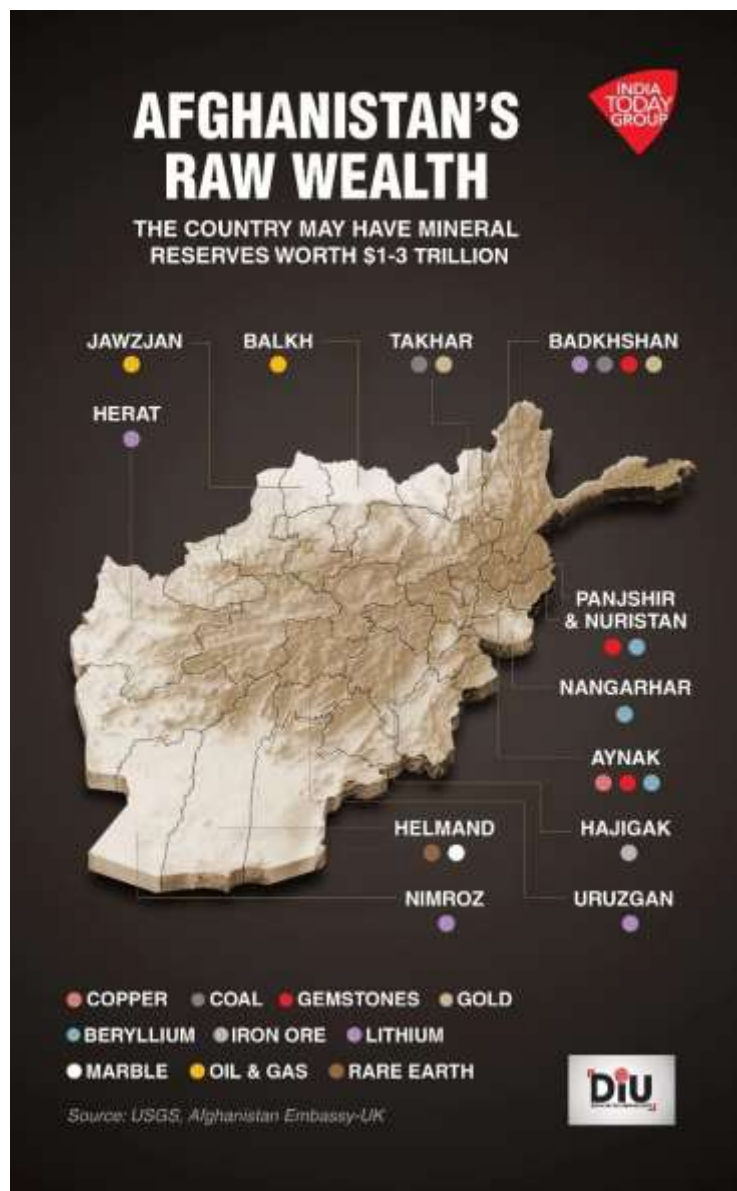 INDIA
TODAY
GROUP
AFGHANISTAN'S
RAW WEALTH
THE COUNTRY MAY HAVE MINERAL
RESERVES WORTH $1-3 TRILLION
JAWZJAN
BALKH
TAKHAR
BADKHSHAN
HERAT
PANJSHIR
& NURISTAN
NANGARHAR
AYNAK
HELMAND
HAJIGAK
NIMROZ
URUZGAN
COPPER COAL GEMSTONES GOLD
BERYLLIUM IRON ORE LITHIUM
MARBLE OIL & GAS RARE EARTH
Source: USGS, Afghanistan Embassy-UK
DiU